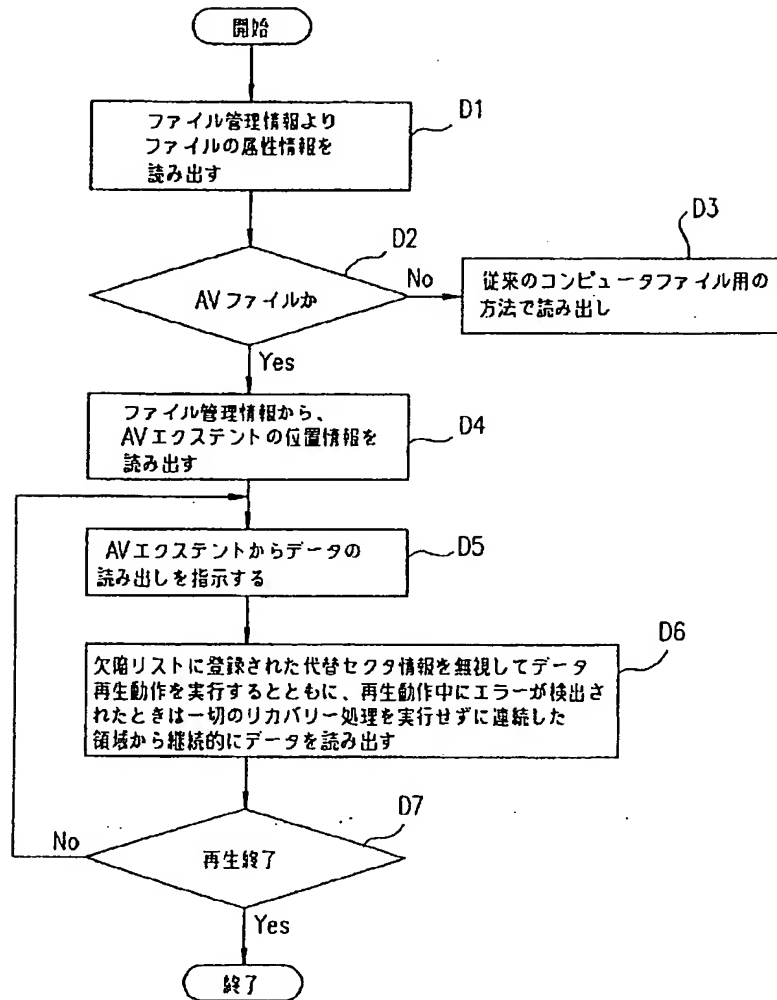 開始
D1
ファイル管理情報より
ファイルの属性情報を
読み出す
D2
AVファイルか
No
D3
従来のコンピュータファイル用の
方法で読み出し
Yes
ファイル管理情報から、
AVエクステントの位置情報を
読み出す
D4
AVエクステントからデータの
読み出しを指示する
D5
D6
欠陥リストに登録された代替セクタ情報を無視してデータ
再生動作を実行するとともに、再生動作中にエラーが検出さ
れたときは一切のリカバリー処理を実行せずに連続した
領域から継続的にデータを読み出す
D7
No
再生終了
Yes
終了